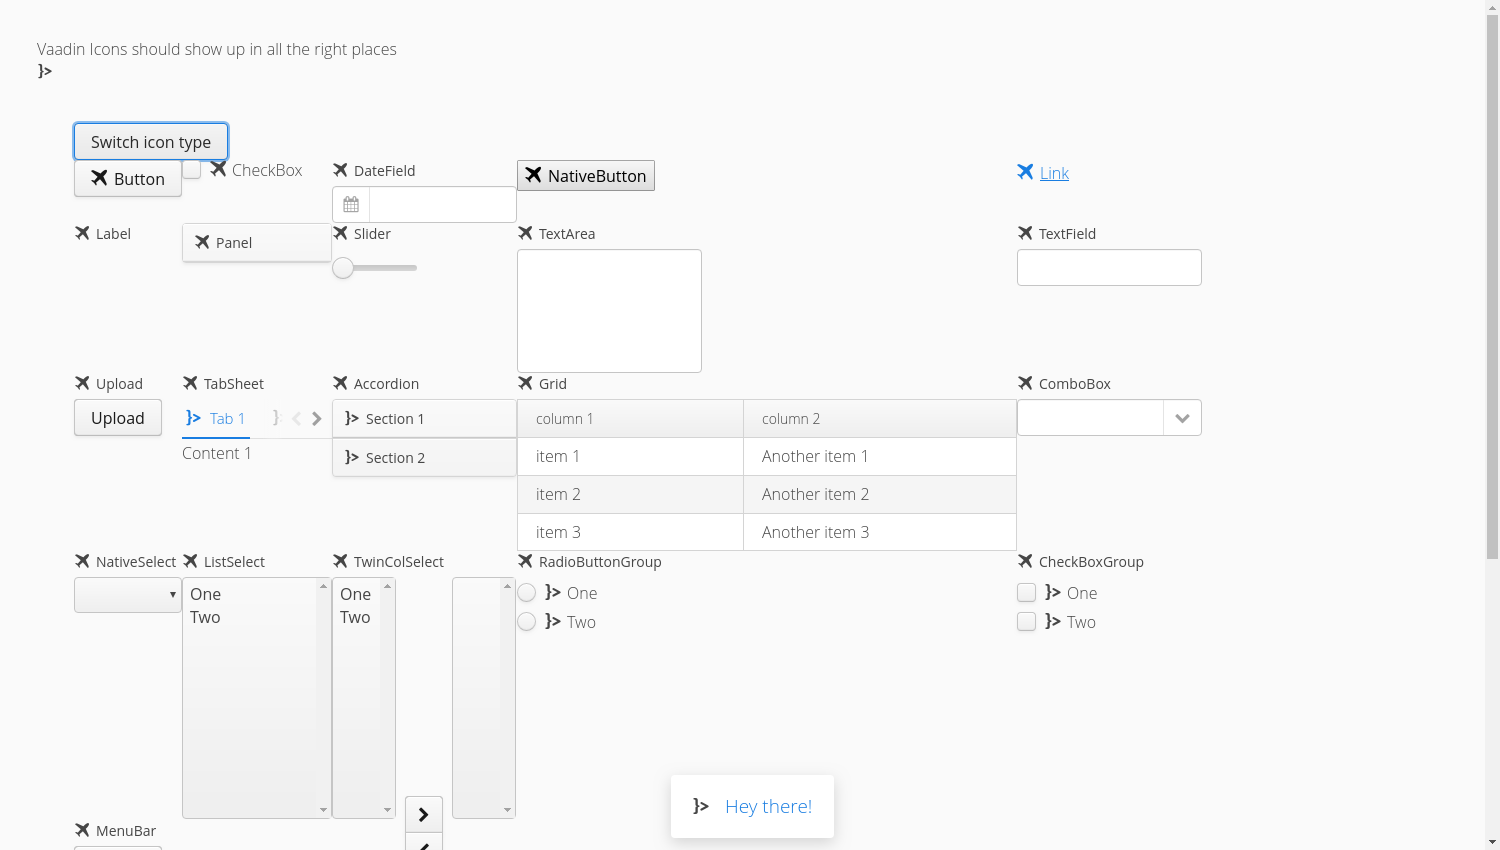 Vaadin Icons should show up in all the right places
}>
Switch icon type
Button
CheckBox
DateField
NativeButton
Link
Label
Panel
Slider
TextArea
TextField
Upload
TabSheet
Accordion
Grid
ComboBox
Upload
}> Tab 1
}> Section 1
column 1 column 2
Content 1
}> Section 2
item 1 Another item 1
item 2 Another item 2
item 3 Another item 3
NativeSelect
ListSelect
TwinColSelect
RadioButtonGroup
CheckBoxGroup
One
Two
One
Two
}> One
}> Two
}> One
}> Two
}> Hey there!
MenuBar